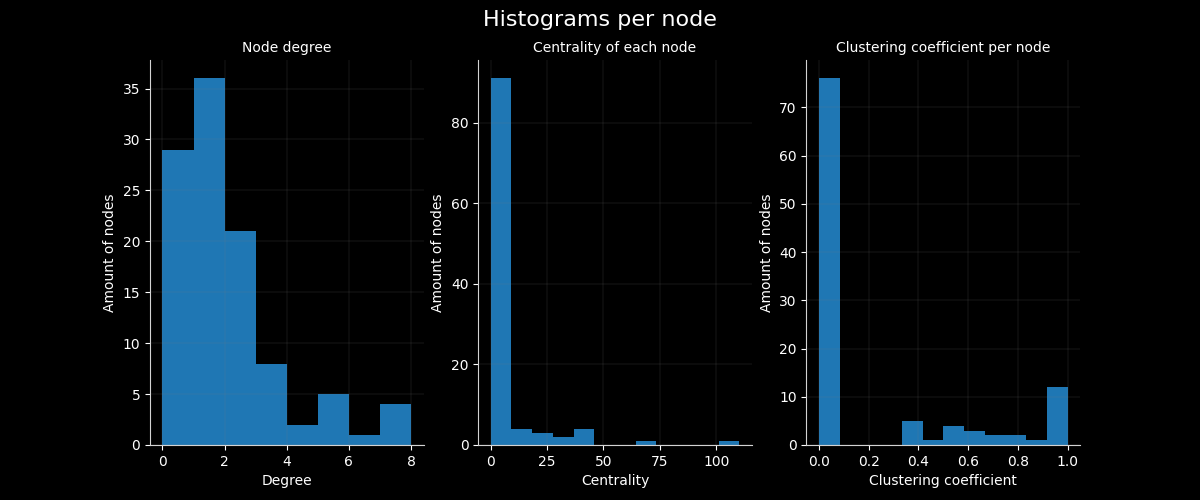 Histograms per node
Node degree
Amount of nodes
35
30
25
20
15
10
5
0
0 2 4 6 8
Degree
Centrality of each node
Amount of nodes
80
60
40
20
0
0 25 50 75 100
Centrality
Clustering coefficient per node
Amount of nodes
70
60
50
40
30
20
10
0
0.0 0.2 0.4 0.6 0.8 1.0
Clustering coefficient